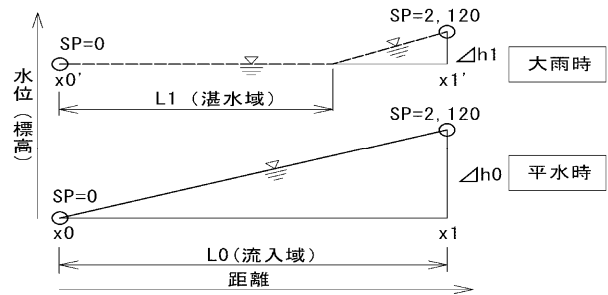 SP=2,120
SP=0
⊿h1
大雨時
x0'
x1'
L1 (湛水域)
水位(標高)
SP=2,120
SP=0
⊿h0
平水時
x0
x1
L0(流入域)
距離